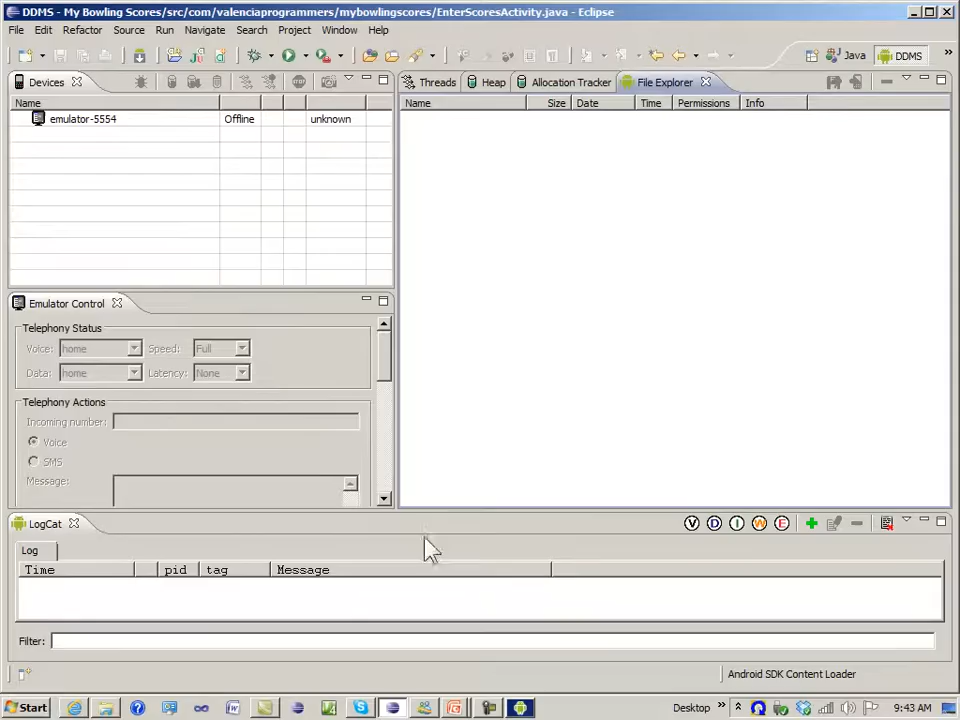 DDMS - My Bowling Scores/src/com/valenciaprogrammers/mybowlingscores/EnterScoresActivity.java - Eclipse
File Edit Refactor Source Run Navigate Search Project Window Help
Java DDMS »
Devices
Threads Heap Allocation Tracker File Explorer
Name
Name Size Date Time Permissions Info
emulator-5554 Offline unknown
Emulator Control
Telephony Status
Voice: home Speed: Full
Data: home Latency: None
Telephony Actions
Incoming number:
Voice
SMS
Message:
LogCat
V D I W E
Log
Time pid tag Message
Filter:
Android SDK Content Loader
Start Desktop » 9:43 AM